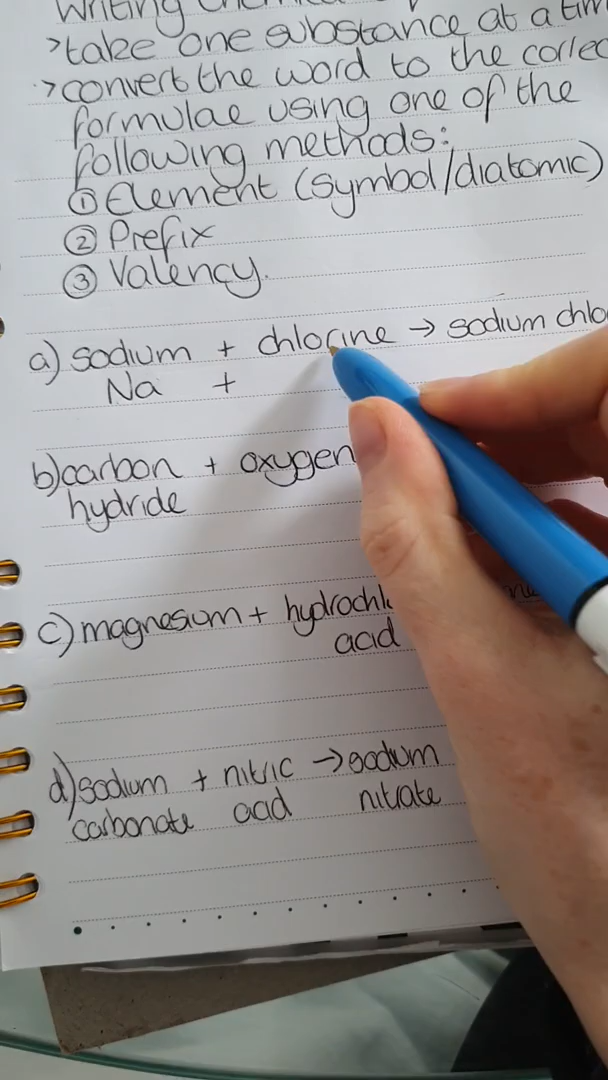 Writing
>take one substance at a tim
>convert the word to the correc
formulae using one of the
following methods:
① Element (symbol/diatomic)
② Prefix
③ Valency.
a) sodium + chlorine → sodium chlo
Na +
b) carbon + oxygen
hydride
c) magnesium + hydrochl
acid
d) sodium + nitric → sodium
carbonate acid nitrate